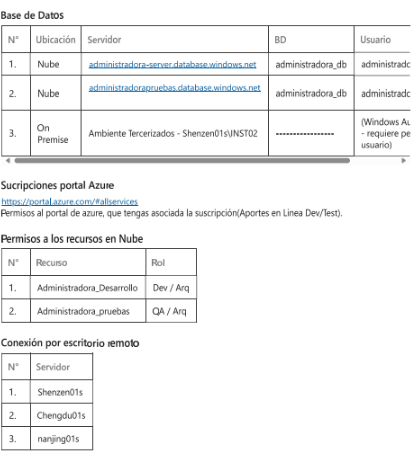 Base de Datos
N° Ubicación Servidor BD Usuario
1. Nube administradora-server.database.windows.net administradora_db administrado
2. Nube administradorapruebas.database.windows.net administradora_db administrado
3. On Premise Ambiente Tercerizados - Shenzen01s\INST02 ----------------- (Windows Au
- requiere pe
usuario)
Sucripciones portal Azure
https://portal.azure.com/#allservices
Permisos al portal de azure, que tengas asociada la suscripción(Aportes en Linea Dev/Test).
Permisos a los recursos en Nube
N° Recurso Rol
1. Administradora_Desarrollo Dev / Arq
2. Administradora_pruebas QA / Arq
Conexión por escritorio remoto
N° Servidor
1. Shenzen01s
2. Chengdu01s
3. nanjing01s